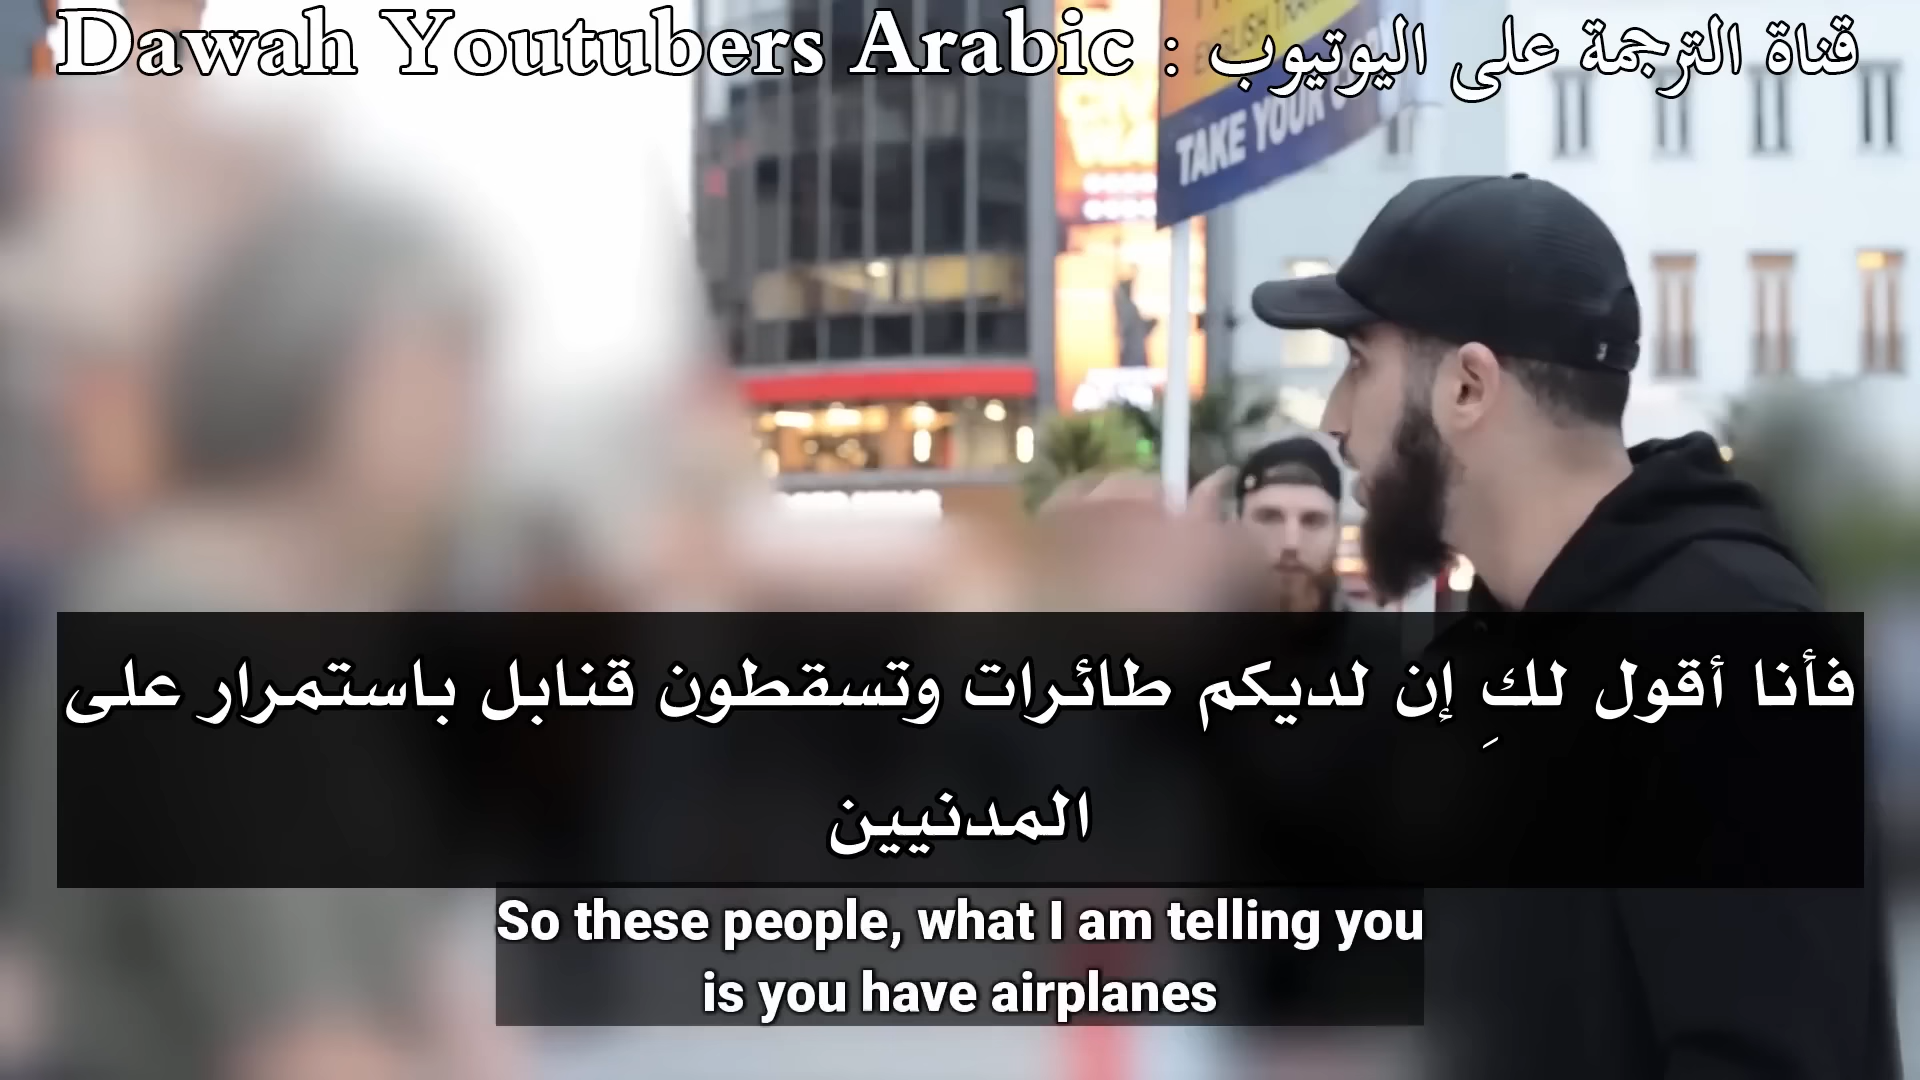 Dawah Youtubers Arabic : قناة الترجمة على اليوتيوب
ENGLISH
TAKE YOUR
فأنا أقول لكِ إن لديكم طائرات وتسقطون قنابل باستمرار على
المدنيين
So these people, what I am telling you
is you have airplanes